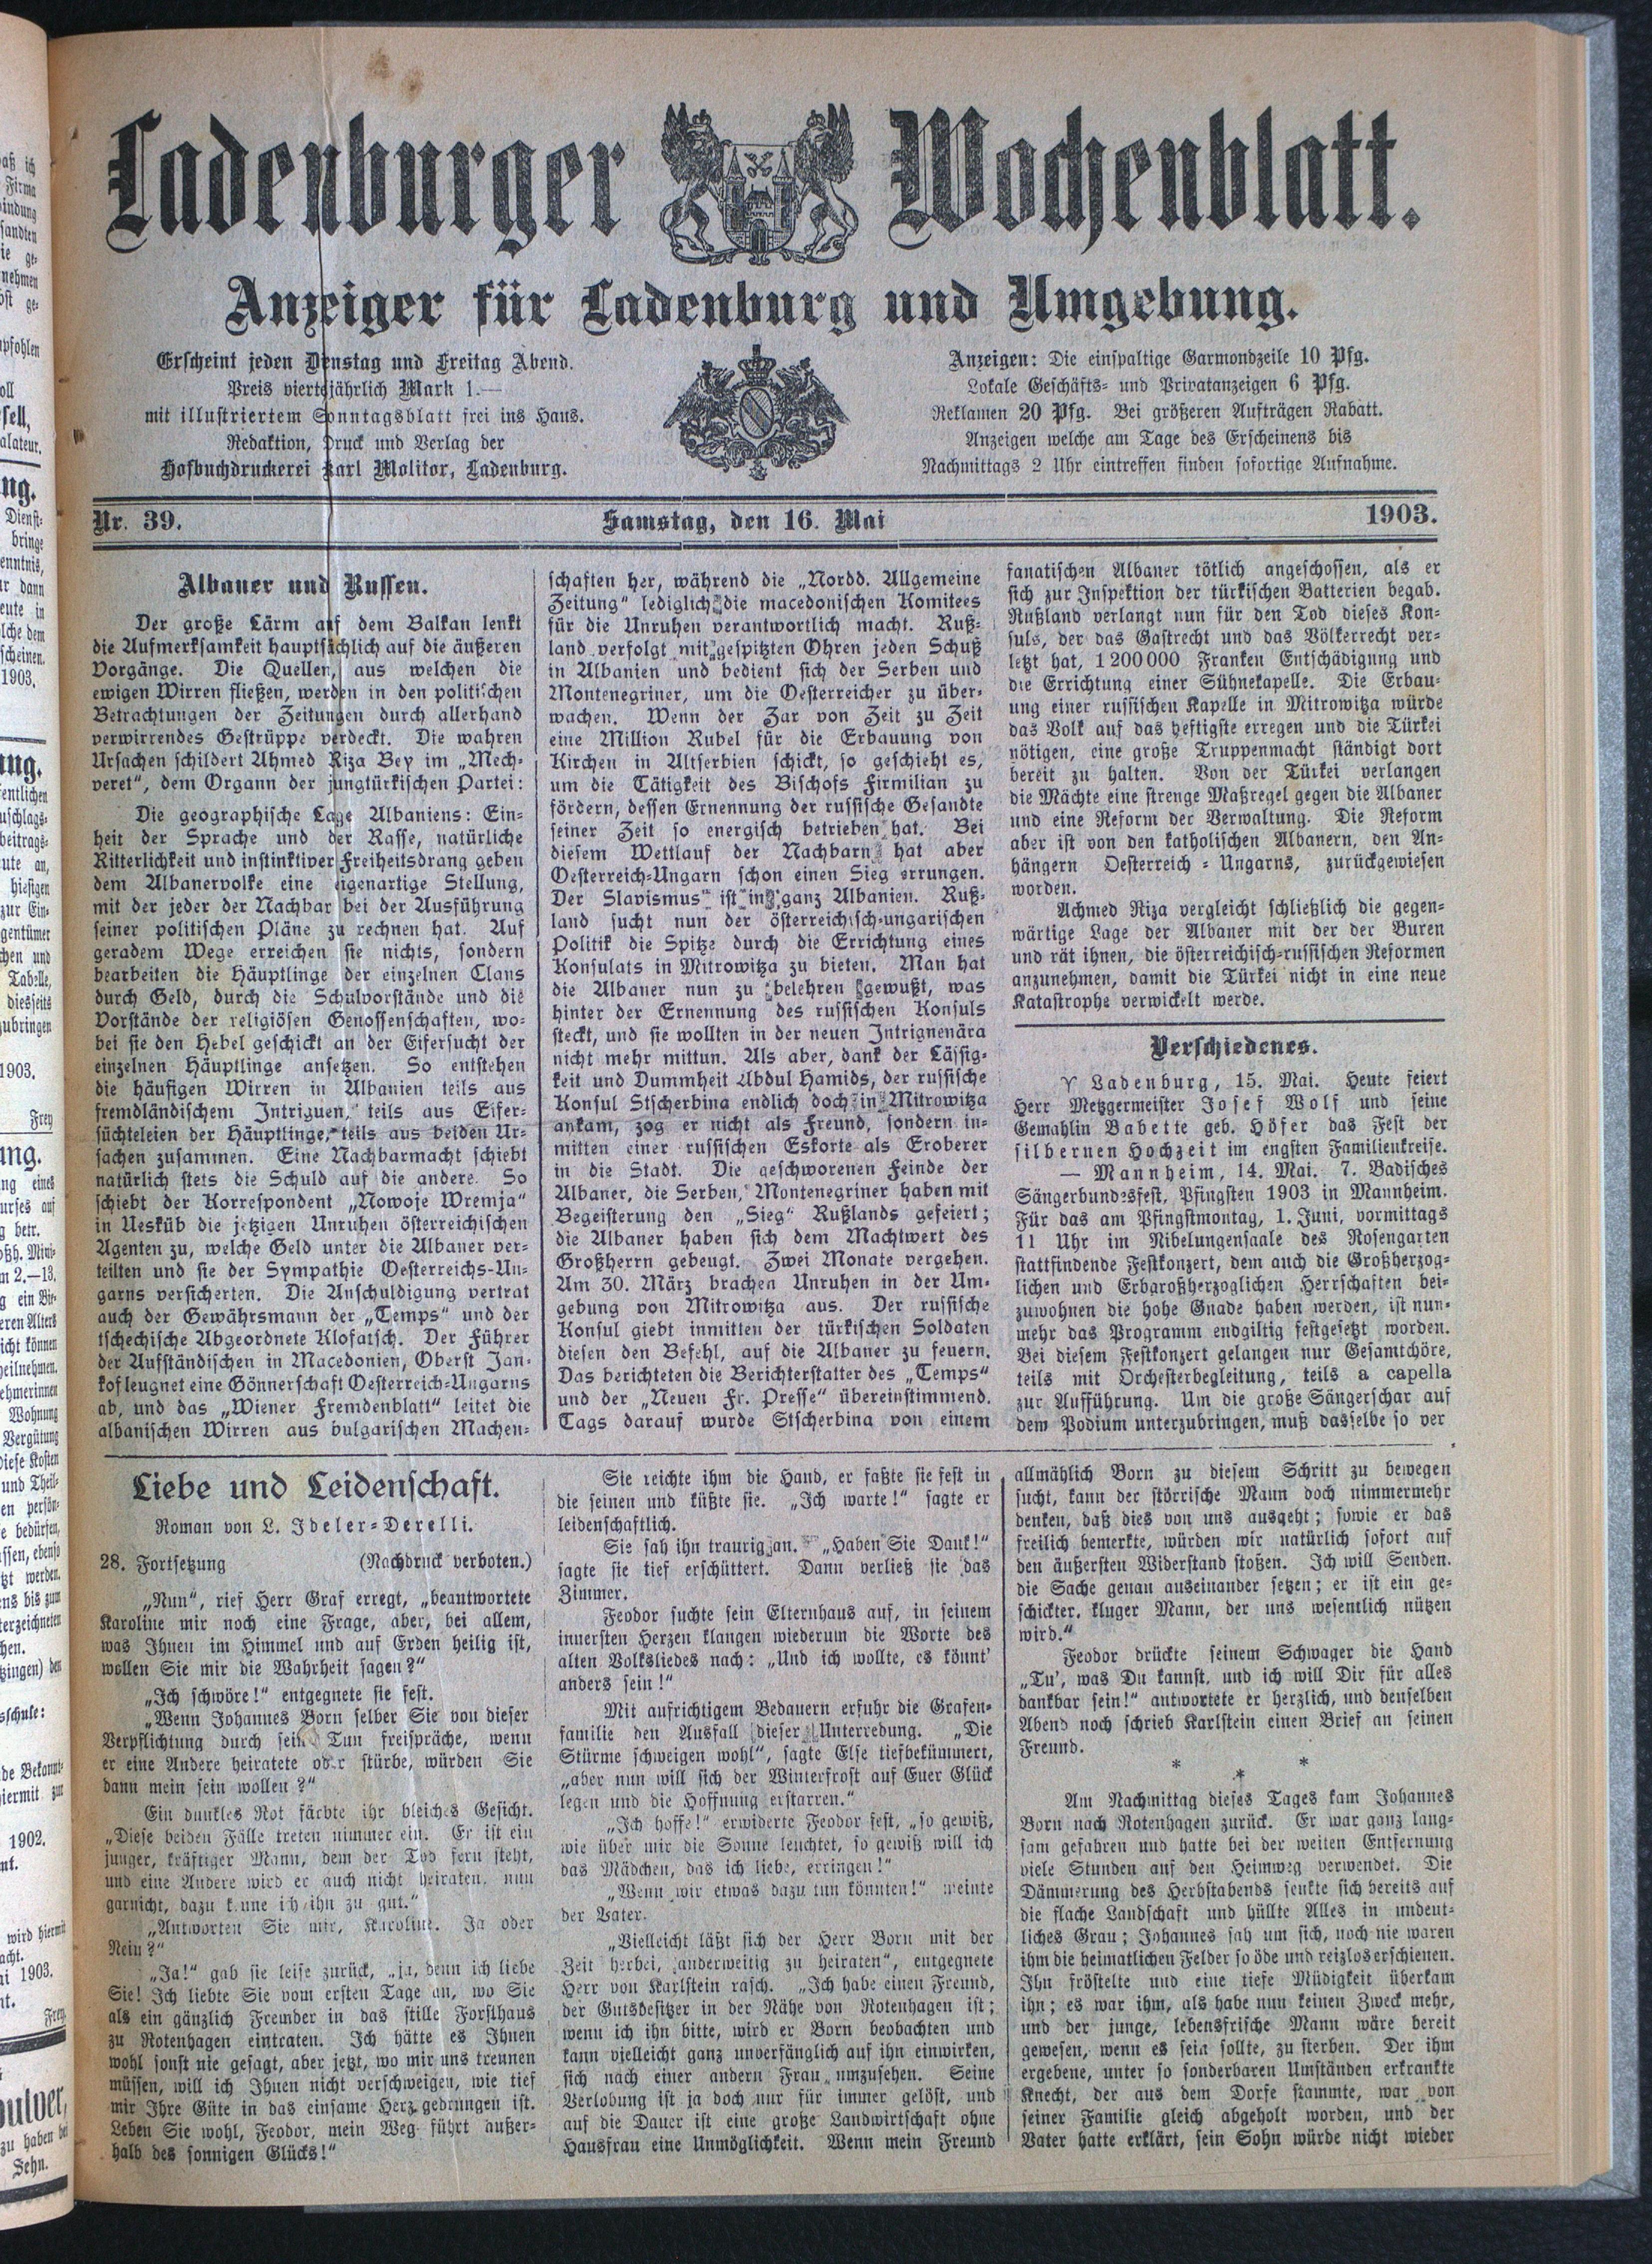 Ladenburger Wochenblatt.
Anzeiger für Ladenburg und Umgebung.
Erscheint jeden Dienstag und Freitag Abend.
Preis vierteljährlich Mark 1.—
mit illustriertem Sonntagsblatt frei ins Haus.
Redaktion, Druck und Verlag der
Hofbuchdruckerei Karl Molitor, Ladenburg.
Anzeigen: Die einspaltige Garmondzeile 10 Pfg.
Lokale Geschäfts- und Privatanzeigen 6 Pfg.
Reklamen 20 Pfg. Bei größeren Aufträgen Rabatt.
Anzeigen welche am Tage des Erscheinens bis
Nachmittags 2 Uhr eintreffen finden sofortige Aufnahme.
Nr. 39. Samstag, den 16. Mai 1903.
Albaner und Russen.
Der große Lärm auf dem Balkan lenkt
die Aufmerksamkeit hauptsächlich auf die äußeren
Vorgänge. Die Quellen, aus welchen die
ewigen Wirren fließen, werden in den politischen
Betrachtungen der Zeitungen durch allerhand
verwirrendes Gestrüppe verdeckt. Die wahren
Ursachen schildert Ahmed Riza Bey im „Mech-
veret“, dem Organn der jungtürkischen Partei:
Die geographische Lage Albaniens: Ein-
heit der Sprache und der Rasse, natürliche
Ritterlichkeit und instinktiver Freiheitsdrang geben
dem Albanervolke eine eigenartige Stellung,
mit der jeder der Nachbar bei der Ausführung
seiner politischen Pläne zu rechnen hat. Auf
geradem Wege erreichen sie nichts, sondern
bearbeiten die Häuptlinge der einzelnen Clans
durch Geld, durch die Schulvorstände und die
Vorstände der religiösen Genossenschaften, wo-
bei sie den Hebel geschickt an der Eifersucht der
einzelnen Häuptlinge ansetzen. So entstehen
die häufigen Wirren in Albanien teils aus
fremdländischem Intriguen, teils aus Eifer-
süchteleien der Häuptlinge, teils aus beiden Ur-
sachen zusammen. Eine Nachbarmacht schiebt
natürlich stets die Schuld auf die andere. So
schiebt der Korrespondent „Nowoje Wremja“
in Uesküb die jetzigen Unruhen österreichischen
Agenten zu, welche Geld unter die Albaner ver-
teilten und sie der Sympathie Oesterreichs-Un-
garns versicherten. Die Anschuldigung vertrat
auch der Gewährsmann der „Temps“ und der
tschechische Abgeordnete Klofatsch. Der Führer
der Aufständischen in Macedonien, Oberst Jan-
kof leugnet eine Gönnerschaft Oesterreich-Ungarns
ab, und das „Wiener Fremdenblatt“ leitet die
albanischen Wirren aus bulgarischen Machen-
schaften her, während die „Nordd. Allgemeine
Zeitung“ lediglich die macedonischen Komitees
für die Unruhen verantwortlich macht. Ruß-
land verfolgt mit gespitzten Ohren jeden Schuß
in Albanien und bedient sich der Serben und
Montenegriner, um die Oesterreicher zu über-
wachen. Wenn der Zar von Zeit zu Zeit
eine Million Rubel für die Erbauung von
Kirchen in Altserbien schickt, so geschieht es,
um die Tätigkeit des Bischofs Firmilian zu
fördern, dessen Ernennung der russische Gesandte
seiner Zeit so energisch betrieben hat. Bei
diesem Wettlauf der Nachbarn hat aber
Oesterreich-Ungarn schon einen Sieg errungen.
Der Slavismus ist in ganz Albanien. Ruß-
land sucht nun der österreichisch-ungarischen
Politik die Spitze durch die Errichtung eines
Konsulats in Mitrowitza zu bieten. Man hat
die Albaner nun zu belehren gewußt, was
hinter der Ernennung des russischen Konsuls
steckt, und sie wollten in der neuen Intrignenära
nicht mehr mittun. Als aber, dank der Lässig-
keit und Dummheit Abdul Hamids, der russische
Konsul Stscherbina endlich doch in Mitrowitza
ankam, zog er nicht als Freund, sondern in-
mitten einer russischen Eskorte als Eroberer
in die Stadt. Die geschworenen Feinde der
Albaner, die Serben, Montenegriner haben mit
Begeisterung den „Sieg“ Rußlands gefeiert;
die Albaner haben sich dem Machtwert des
Großherrn gebeugt. Zwei Monate vergehen.
Am 30. März brachen Unruhen in der Um-
gebung von Mitrowitza aus. Der russische
Konsul giebt inmitten der türkischen Soldaten
diesen den Befehl, auf die Albaner zu feuern.
Das berichteten die Berichterstatter des „Temps“
und der „Neuen Fr. Presse“ übereinstimmend.
Tags darauf wurde Stscherbina von einem
fanatischen Albaner tötlich angeschossen, als er
sich zur Inspektion der türkischen Batterien begab.
Rußland verlangt nun für den Tod dieses Kon-
suls, der das Gastrecht und das Völkerrecht ver-
letzt hat, 1 200 000 Franken Entschädigung und
die Errichtung einer Sühnekapelle. Die Erbau-
ung einer russischen Kapelle in Mitrowitza würde
das Volk auf das heftigste erregen und die Türkei
nötigen, eine große Truppenmacht ständigt dort
bereit zu halten. Von der Türkei verlangen
die Mächte eine strenge Maßregel gegen die Albaner
und eine Reform der Verwaltung. Die Reform
aber ist von den katholischen Albanern, den An-
hängern Oesterreich-Ungarns, zurückgewiesen
worden.
Achmed Riza vergleicht schließlich die gegen-
wärtige Lage der Albaner mit der der Buren
und rät ihnen, die österreichisch-russischen Reformen
anzunehmen, damit die Türkei nicht in eine neue
Katastrophe verwickelt werde.
Verschiedenes.
Ladenburg, 15. Mai. Heute feiert
Herr Metzgermeister Josef Wolf und seine
Gemahlin Babette geb. Höfer das Fest der
silbernen Hochzeit im engsten Familienkreise.
— Mannheim, 14. Mai. 7. Badisches
Sängerbundesfest, Pfingsten 1903 in Mannheim.
Für das am Pfingstmontag, 1. Juni, vormittags
11 Uhr im Nibelungensaale des Rosengarten
stattfindende Festkonzert, dem auch die Großherzog-
lichen und Erbgroßherzoglichen Herrschaften bei-
zuwohnen die hohe Gnade haben werden, ist nun-
mehr das Programm endgiltig festgesetzt worden.
Bei diesem Festkonzert gelangen nur Gesamtchöre,
teils mit Orchesterbegleitung, teils a capella
zur Aufführung. Um die große Sängerschar auf
dem Podium unterzubringen, muß dasselbe so ver
Liebe und Leidenschaft.
Roman von L. Ideler-Derelli.
28. Fortsetzung (Nachdruck verboten.)
„Nun“, rief Herr Graf erregt, „beantwortete
Karoline mir noch eine Frage, aber, bei allem,
was Ihnen im Himmel und auf Erden heilig ist,
wollen Sie mir die Wahrheit sagen?“
„Ich schwöre!“ entgegnete sie fest.
„Wenn Johannes Born selber Sie von dieser
Verpflichtung durch sein Tun freispräche, wenn
er eine Andere heiratete oder stürbe, würden Sie
dann mein sein wollen?“
Ein dunkles Rot färbte ihr bleiches Gesicht.
„Diese beiden Fälle treten nimmer ein. Er ist ein
junger, kräftiger Mann, dem der Tod fern steht,
und eine Andere wird er auch nicht heiraten, nun
garnicht, dazu kenne ich ihn zu gut.“
„Antworten Sie mir, Karoline. Ja oder
Nein?“
„Ja!“ gab sie leise zurück, „ja, denn ich liebe
Sie! Ich liebte Sie vom ersten Tage an, wo Sie
als ein gänzlich Fremder in das stille Forsthaus
zu Rotenhagen eintraten. Ich hätte es Ihnen
wohl sonst nie gesagt, aber jetzt, wo mir uns trennen
müssen, will ich Ihnen nicht verschweigen, wie tief
mir Ihre Güte in das einsame Herz gedrungen ist.
Leben Sie wohl, Feodor, mein Weg führt außer-
halb des sonnigen Glücks!“
Sie reichte ihm die Hand, er faßte sie fest in
die seinen und küßte sie. „Ich warte!“ sagte er
leidenschaftlich.
Sie sah ihn traurig an. „Haben Sie Dank!“
sagte sie tief erschüttert. Dann verließ sie das
Zimmer.
Feodor suchte sein Elternhaus auf, in seinem
innersten Herzen klangen wiederum die Worte des
alten Volksliedes nach: „Und ich wollte, es könnt'
anders sein!“
Mit aufrichtigem Bedauern erfuhr die Grafen-
familie den Ausfall dieser Unterredung. „Die
Stürme schweigen wohl“, sagte Else tiefbekümmert,
„aber nun will sich der Winterfrost auf Euer Glück
legen und die Hoffnung erstarren.“
„Ich hoffe!“ erwiderte Feodor fest, „so gewiß,
wie über mir die Sonne leuchtet, so gewiß will ich
das Mädchen, das ich liebe, erringen!“
„Wenn wir etwas dazu tun könnten!“ meinte
der Vater.
„Vielleicht läßt sich der Herr Born mit der
Zeit herbei, anderweitig zu heiraten“, entgegnete
Herr von Karlstein rasch. „Ich habe einen Freund,
der Gutsbesitzer in der Nähe von Rotenhagen ist;
wenn ich ihn bitte, wird er Born beobachten und
kann vielleicht ganz unverfänglich auf ihn einwirken,
sich nach einer andern Frau umzusehen. Seine
Verlobung ist ja doch nur für immer gelöst, und
auf die Dauer ist eine große Landwirtschaft ohne
Hausfrau eine Unmöglichkeit. Wenn mein Freund
allmählich Born zu diesem Schritt zu bewegen
sucht, kann der störrische Mann doch nimmermehr
denken, daß dies von uns ausgeht; sowie er das
freilich bemerkte, würden wir natürlich sofort auf
den äußersten Widerstand stoßen. Ich will Senden.
die Sache genau auseinander setzen; er ist ein ge-
schickter, kluger Mann, der uns wesentlich nützen
wird.“
Feodor drückte seinem Schwager die Hand
„Tu', was Du kannst, und ich will Dir für alles
dankbar sein!“ antwortete er herzlich, und denselben
Abend noch schrieb Karlstein einen Brief an seinen
Freund.
* * *
Am Nachmittag dieses Tages kam Johannes
Born nach Rotenhagen zurück. Er war ganz lang-
sam gefahren und hatte bei der weiten Entfernung
viele Stunden auf den Heimweg verwendet. Die
Dämmerung des Herbstabends senkte sich bereits auf
die flache Landschaft und hüllte Alles in undeut-
liches Grau; Johannes sah um sich, noch nie waren
ihm die heimatlichen Felder so öde und reizlos erschienen.
Ihn fröstelte und eine tiefe Müdigkeit überkam
ihn; es war ihm, als habe nun keinen Zweck mehr,
und der junge, lebensfrische Mann wäre bereit
gewesen, wenn es sein sollte, zu sterben. Der ihm
ergebene, unter so sonderbaren Umständen erkrankte
Knecht, der aus dem Dorfe stammte, war von
seiner Familie gleich abgeholt worden, und der
Vater hatte erklärt, sein Sohn würde nicht wieder